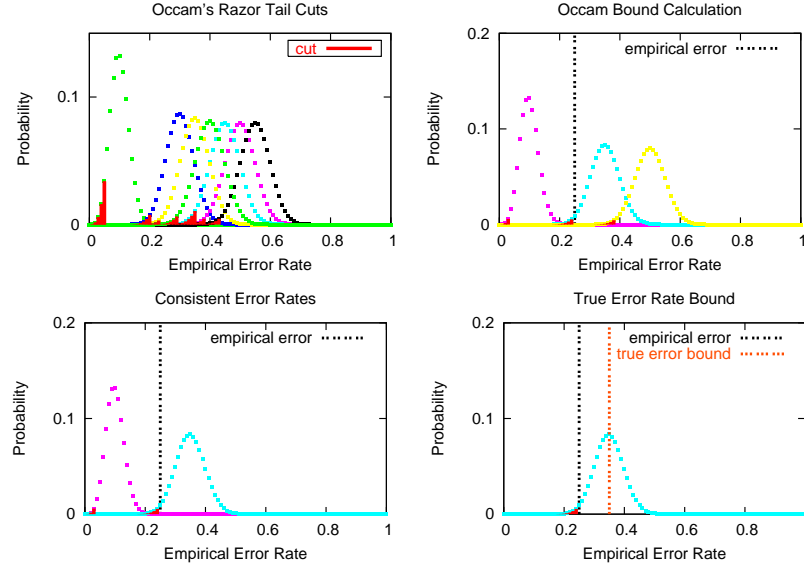 Occam's Razor Tail Cuts
cut
0.1
0
Probability
0 0.2 0.4 0.6 0.8 1
Empirical Error Rate
Occam Bound Calculation
empirical error
0.2
0.1
0
Probability
0 0.2 0.4 0.6 0.8 1
Empirical Error Rate
Consistent Error Rates
empirical error
0.2
0.1
0
Probability
0 0.2 0.4 0.6 0.8 1
Empirical Error Rate
True Error Rate Bound
empirical error
true error bound
0.2
0.1
0
Probability
0 0.2 0.4 0.6 0.8 1
Empirical Error Rate